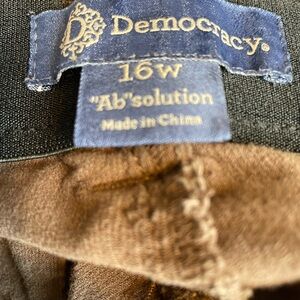 D Democracy®
16W
"Ab"solution
Made in China